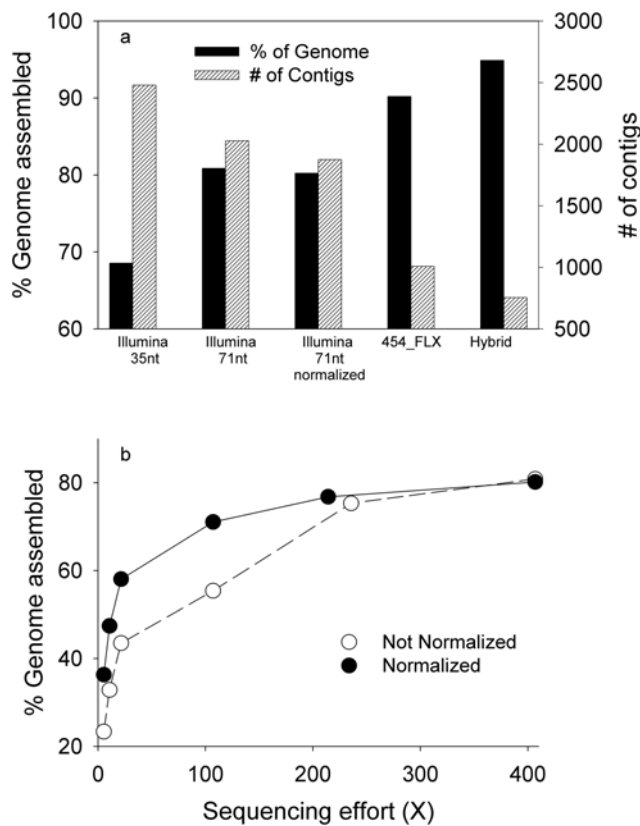 a
% of Genome
# of Contigs
% Genome assembled
100
90
80
70
60
# of contigs
3000
2500
2000
1500
1000
500
Illumina
35nt
Illumina
71nt
Illumina
71nt
normalized
454_FLX
Hybrid
b
% Genome assembled
80
60
40
20
Not Normalized
Normalized
0
100
200
300
400
Sequencing effort (X)